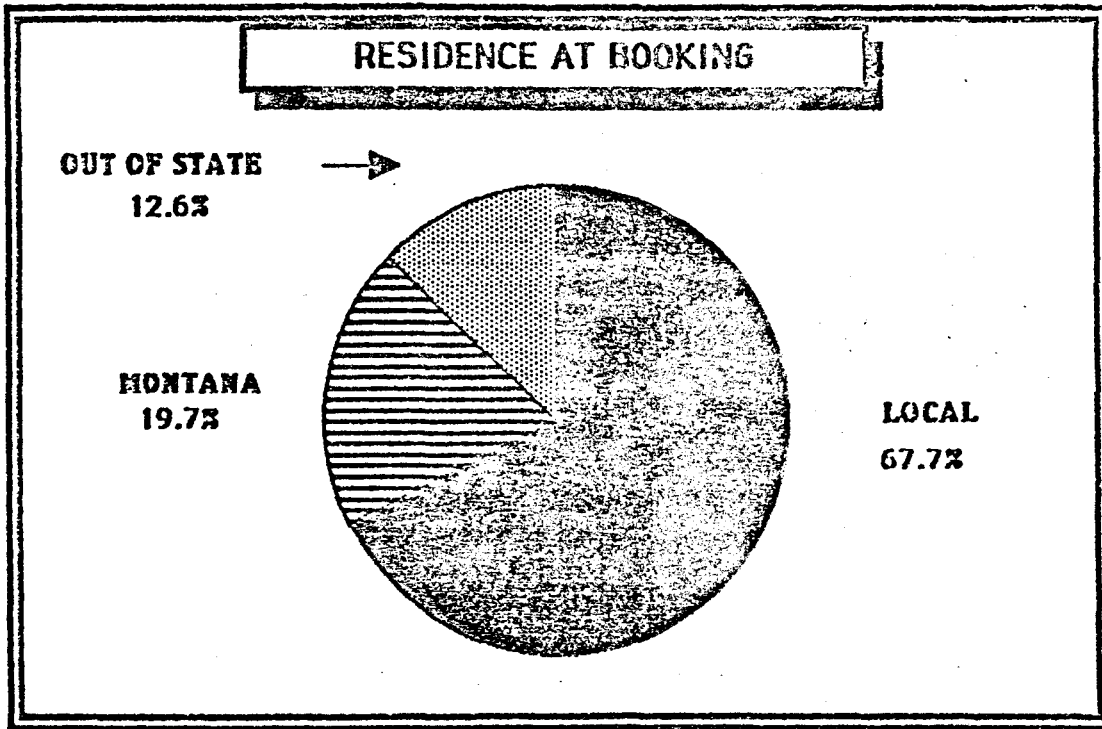 RESIDENCE AT BOOKING
OUT OF STATE
12.6%
MONTANA
19.7%
LOCAL
67.7%